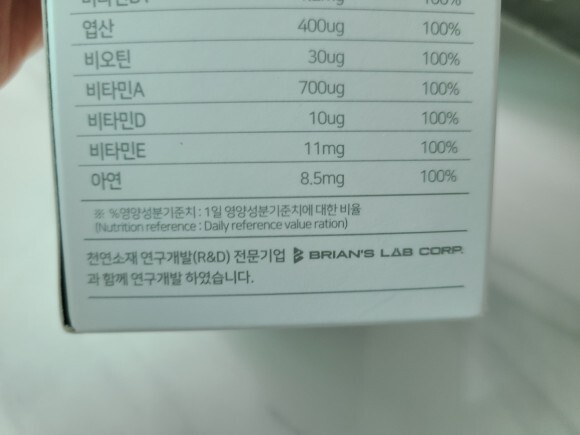 엽산 400ug 100%
비오틴 30ug 100%
비타민A 700ug 100%
비타민D 10ug 100%
비타민E 11mg 100%
아연 8.5mg 100%
※ %영양성분기준치 : 1일 영양성분기준치에 대한 비율
(Nutrition reference : Daily reference value ration)
천연소재 연구개발(R&D) 전문기업 BRIAN'S LAB CORP.
과 함께 연구개발 하였습니다.